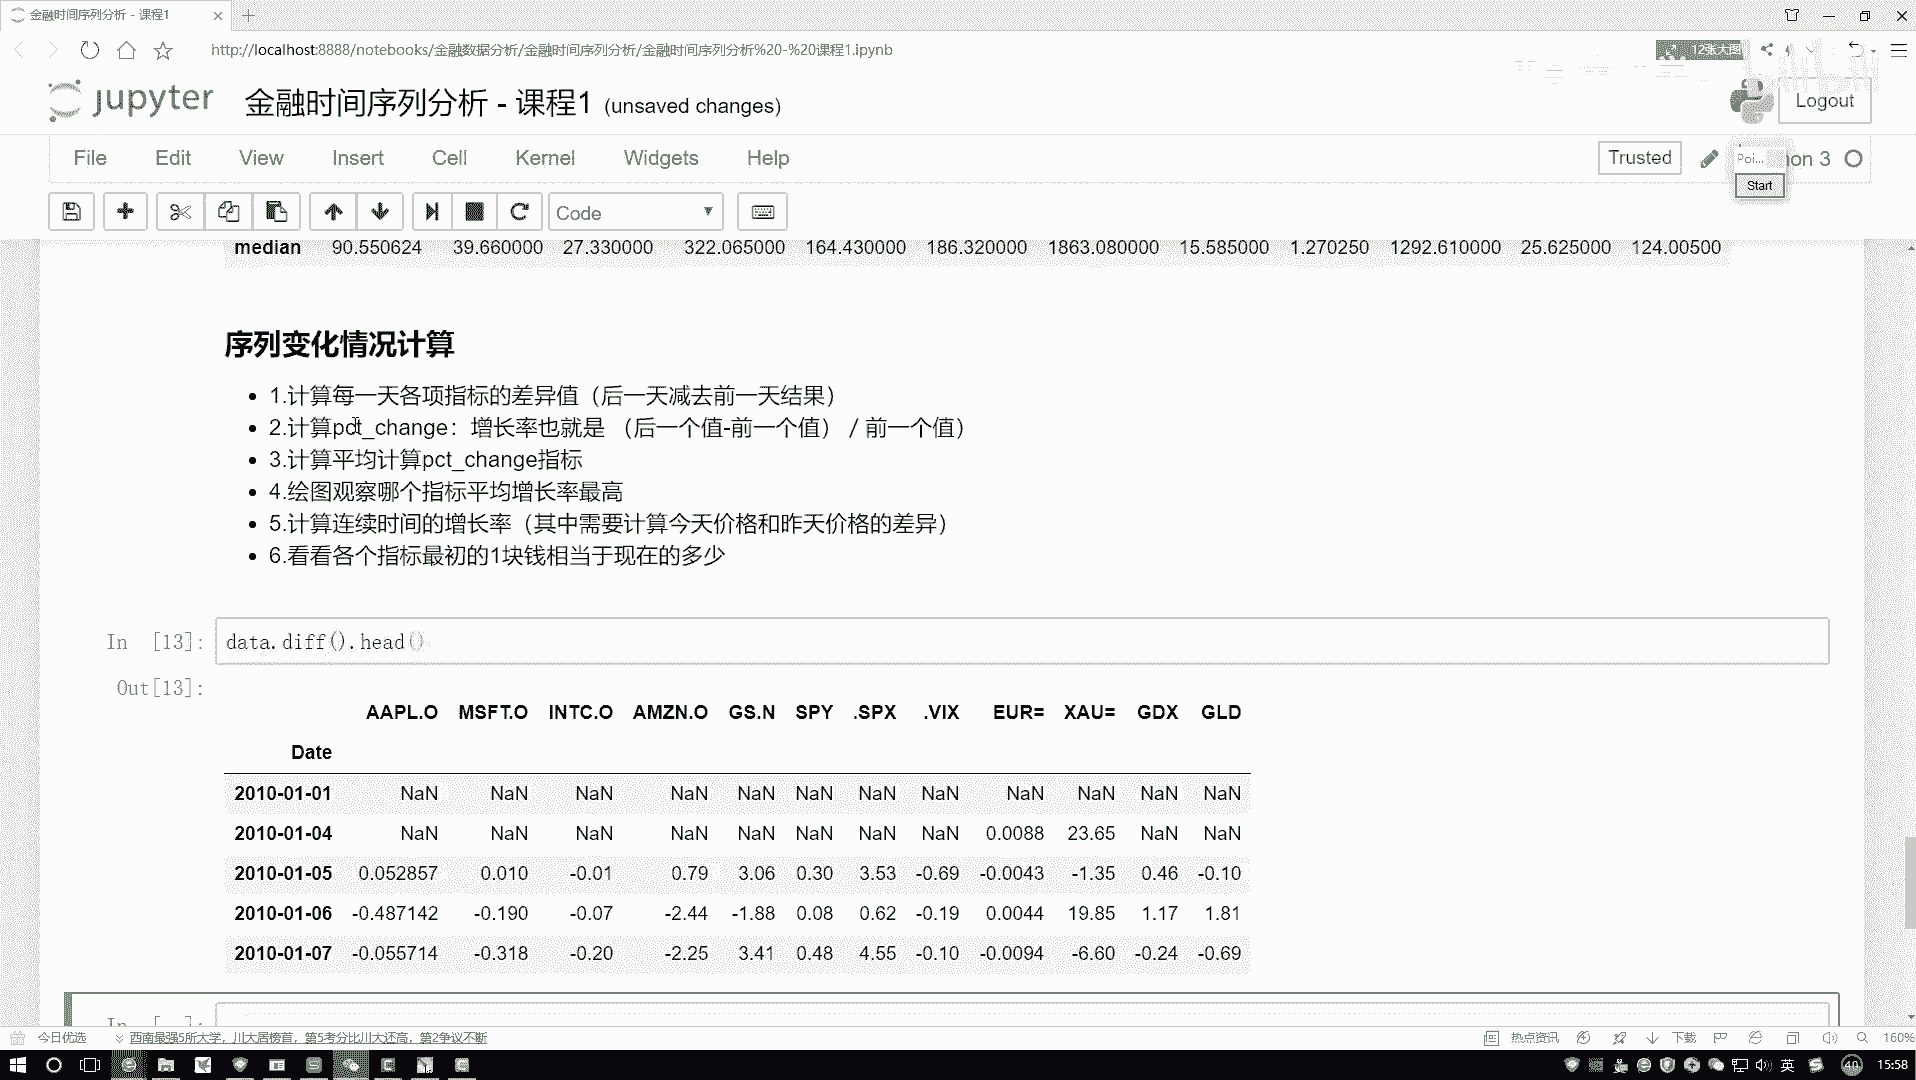 金融时间序列分析 - 课程1
http://localhost:8888/notebooks/金融数据分析/金融时间序列分析/金融时间序列分析%20-%20课程1.ipynb
12张大图
jupyter 金融时间序列分析 - 课程1 (unsaved changes)
Logout
File Edit View Insert Cell Kernel Widgets Help
Trusted
Poi...
on 3
Start
Code
median 90.550624 39.660000 27.330000 322.065000 164.430000 186.320000 1863.080000 15.585000 1.270250 1292.610000 25.625000 124.00500
序列变化情况计算
1.计算每一天各项指标的差异值（后一天减去前一天结果）
2.计算pct_change：增长率也就是 （后一个值-前一个值） / 前一个值）
3.计算平均计算pct_change指标
4.绘图观察哪个指标平均增长率最高
5.计算连续时间的增长率（其中需要计算今天价格和昨天价格的差异）
6.看看各个指标最初的1块钱相当于现在的多少
In [13]: data.diff().head()
Out[13]:
AAPL.O MSFT.O INTC.O AMZN.O GS.N SPY .SPX .VIX EUR= XAU= GDX GLD
Date
2010-01-01 NaN NaN NaN NaN NaN NaN NaN NaN NaN NaN NaN NaN
2010-01-04 NaN NaN NaN NaN NaN NaN NaN NaN 0.0088 23.65 NaN NaN
2010-01-05 0.052857 0.010 -0.01 0.79 3.06 0.30 3.53 -0.69 -0.0043 -1.35 0.46 -0.10
2010-01-06 -0.487142 -0.190 -0.07 -2.44 -1.88 0.08 0.62 -0.19 0.0044 19.85 1.17 1.81
2010-01-07 -0.055714 -0.318 -0.20 -2.25 3.41 0.48 4.55 -0.10 -0.0094 -6.60 -0.24 -0.69
In [ ]:
今日优选 西南最强5所大学，川大居榜首，第5考分比川大还高，第2争议不断
热点资讯 下载 160%
英 40 15:58